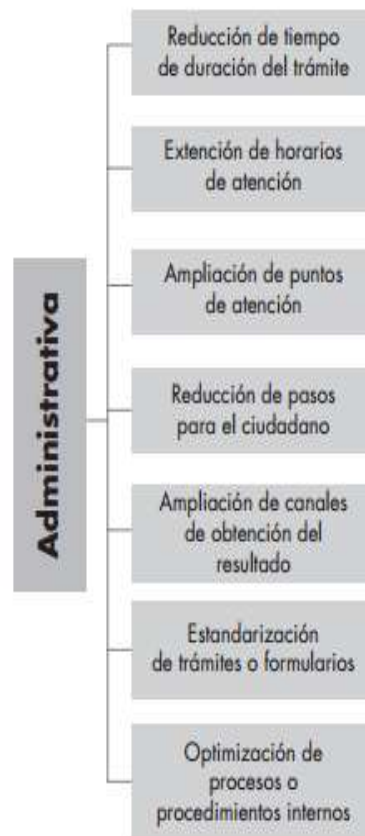 Administrativa
Reducción de tiempo
de duración del trámite
Extención de horarios
de atención
Ampliación de puntos
de atención
Reducción de pasos
para el ciudadano
Ampliación de canales
de obtención del
resultado
Estandarización
de trámites o formularios
Optimización de
procesos o
procedimientos internos